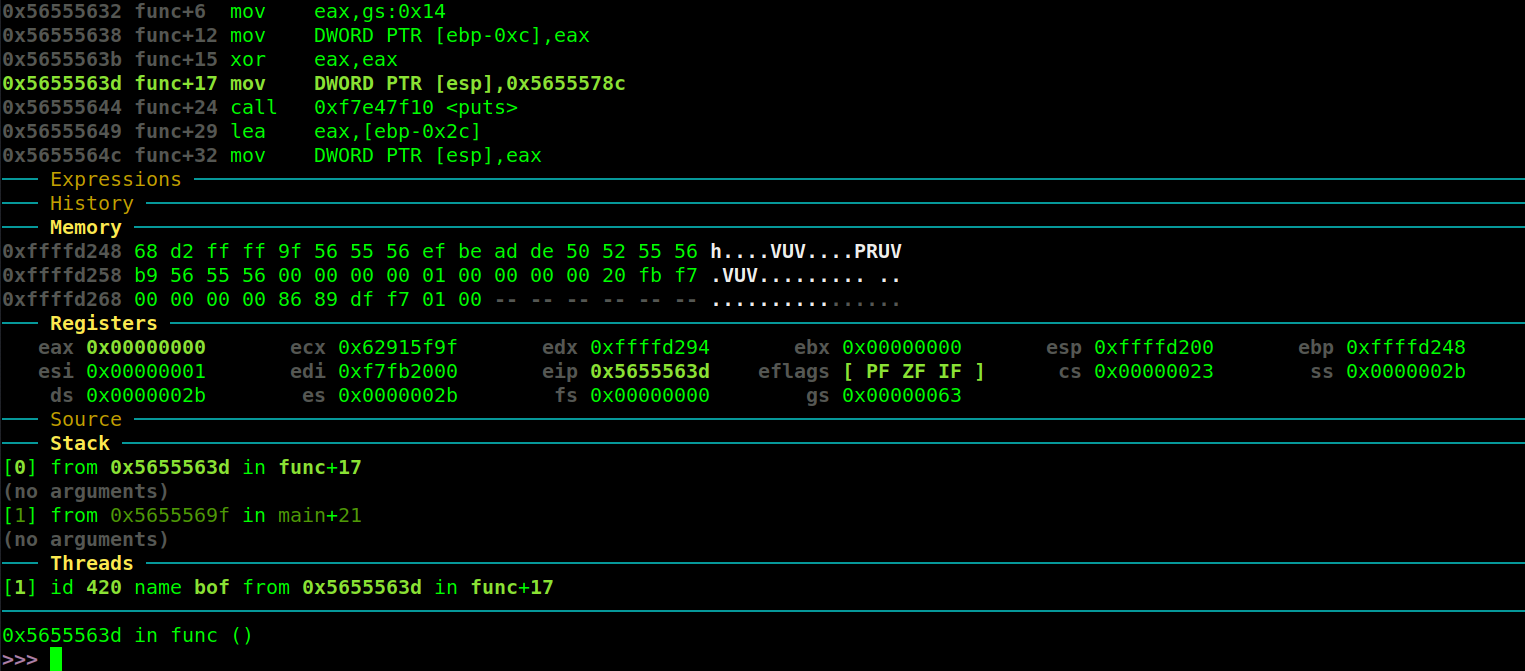 0x56555632 func+6  mov    eax,gs:0x14
0x56555638 func+12 mov    DWORD PTR [ebp-0xc],eax
0x5655563b func+15 xor    eax,eax
0x5655563d func+17 mov    DWORD PTR [esp],0x5655578c
0x56555644 func+24 call   0xf7e47f10 <puts>
0x56555649 func+29 lea    eax,[ebp-0x2c]
0x5655564c func+32 mov    DWORD PTR [esp],eax
Expressions
History
Memory
0xffffd248 68 d2 ff ff 9f 56 55 56 ef be ad de 50 52 55 56 h....VUV....PRUV
0xffffd258 b9 56 55 56 00 00 00 00 01 00 00 00 00 20 fb f7 .VUV......... ..
0xffffd268 00 00 00 00 86 89 df f7 01 00 -- -- -- -- -- -- ................
Registers
eax 0x00000000 ecx 0x62915f9f edx 0xffffd294 ebx 0x00000000 esp 0xffffd200 ebp 0xffffd248
esi 0x00000001 edi 0xf7fb2000 eip 0x5655563d eflags [ PF ZF IF ] cs 0x00000023 ss 0x0000002b
ds 0x0000002b es 0x0000002b fs 0x00000000 gs 0x00000063
Source
Stack
[0] from 0x5655563d in func+17
(no arguments)
[1] from 0x5655569f in main+21
(no arguments)
Threads
[1] id 420 name bof from 0x5655563d in func+17
0x5655563d in func ()
>>>